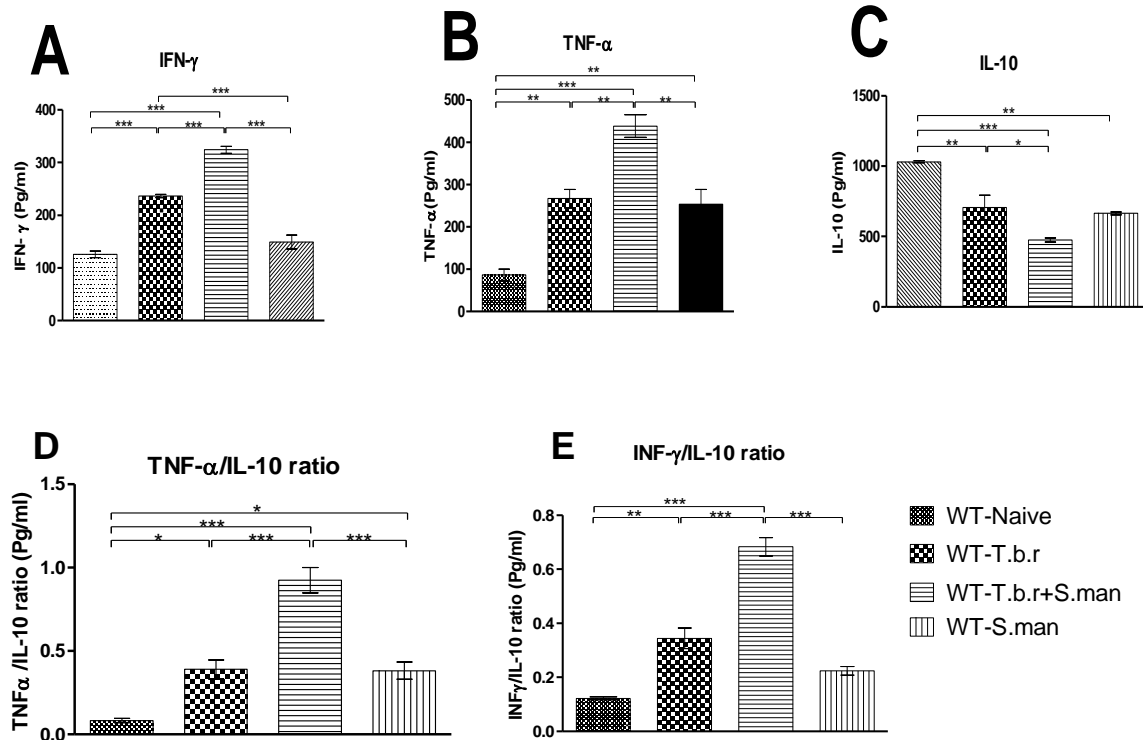 A
IFN-γ
IFN- γ (Pg/ml)
400
300
200
100
0
***
***
***
***
***
B
TNF-α
TNF-α(Pg/ml)
500
400
300
200
100
0
**
***
**
**
**
C
IL-10
IL-10 (Pg/ml)
1500
1000
500
0
**
***
**
*
D
TNF-α/IL-10 ratio
TNFα /IL-10 ratio (Pg/ml)
1.5
1.0
0.5
0.0
*
***
*
***
***
E
INF-γ/IL-10 ratio
INFγ/IL-10 ratio (Pg/ml)
0.8
0.6
0.4
0.2
0.0
***
**
***
***
WT-Naive
WT-T.b.r
WT-T.b.r+S.man
WT-S.man